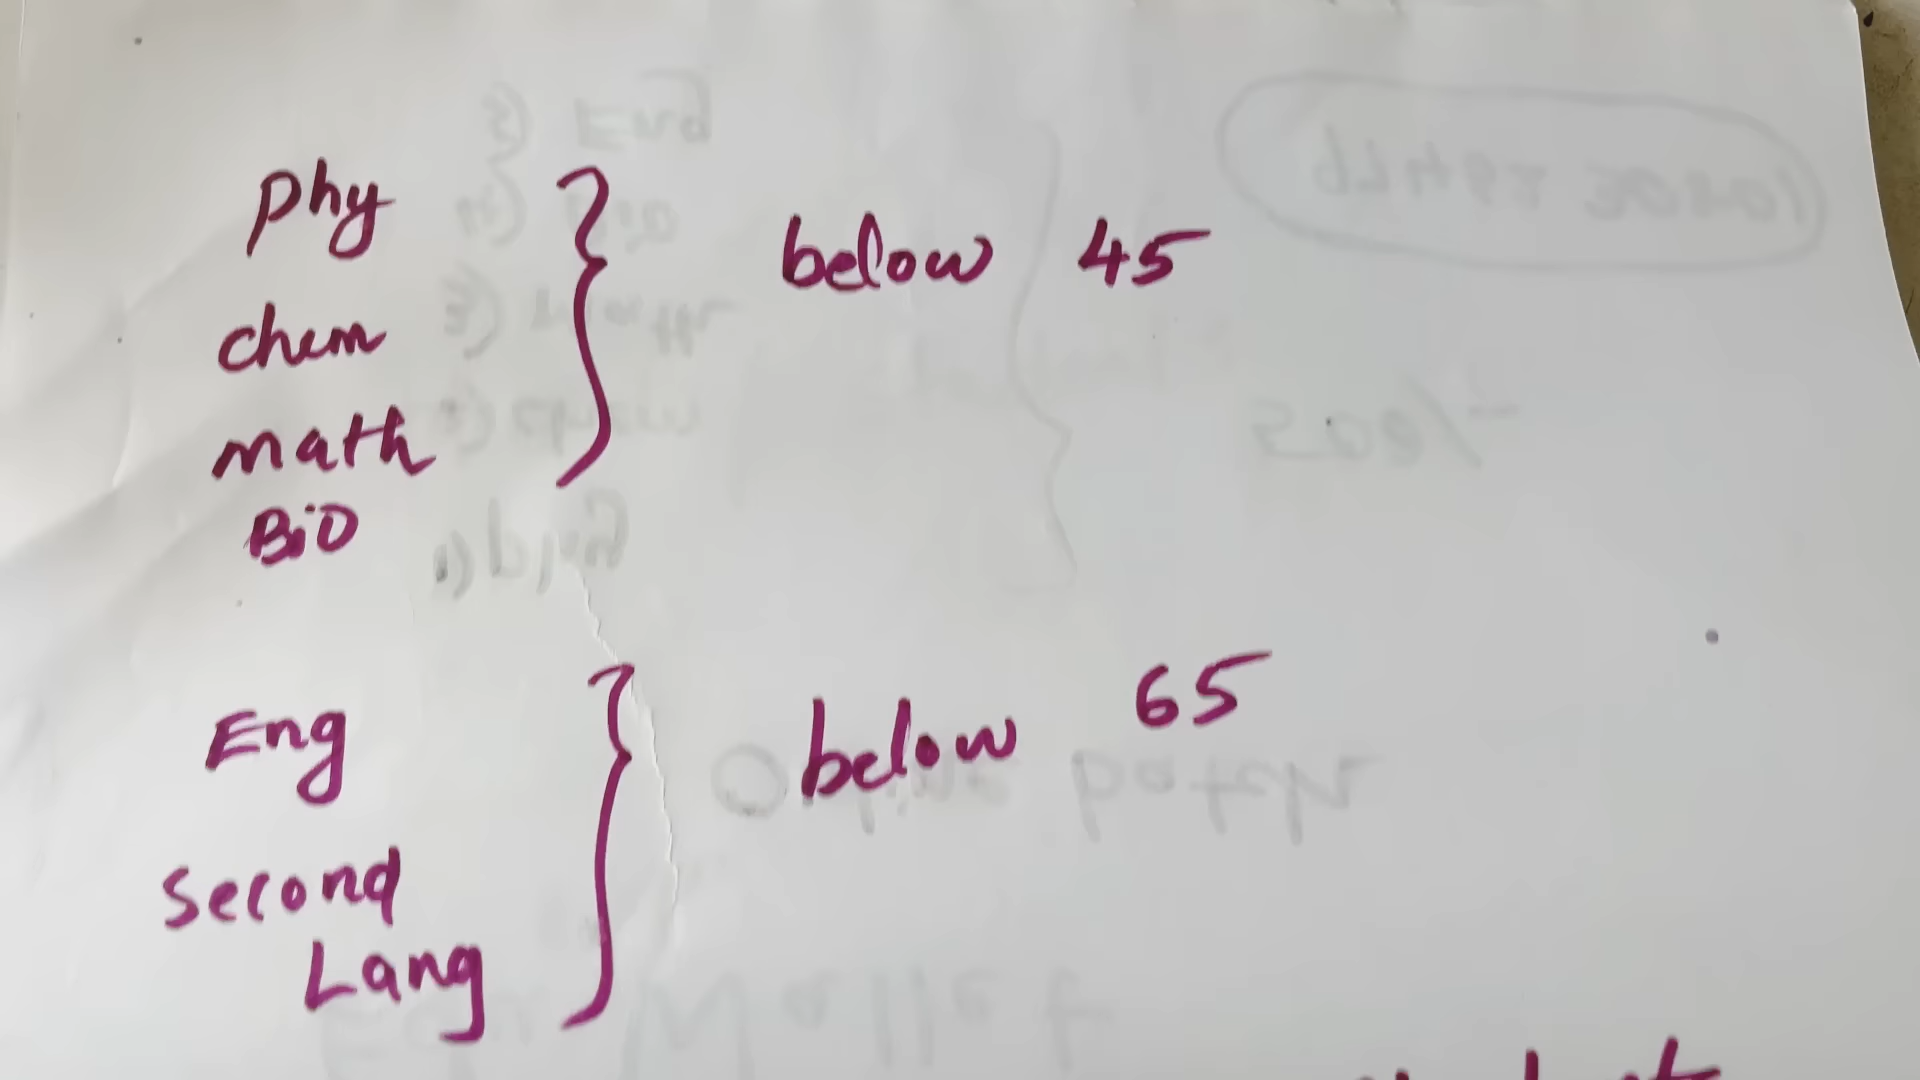 Phy
chem
math
BiO
below 45
Eng
Second
Lang
below 65